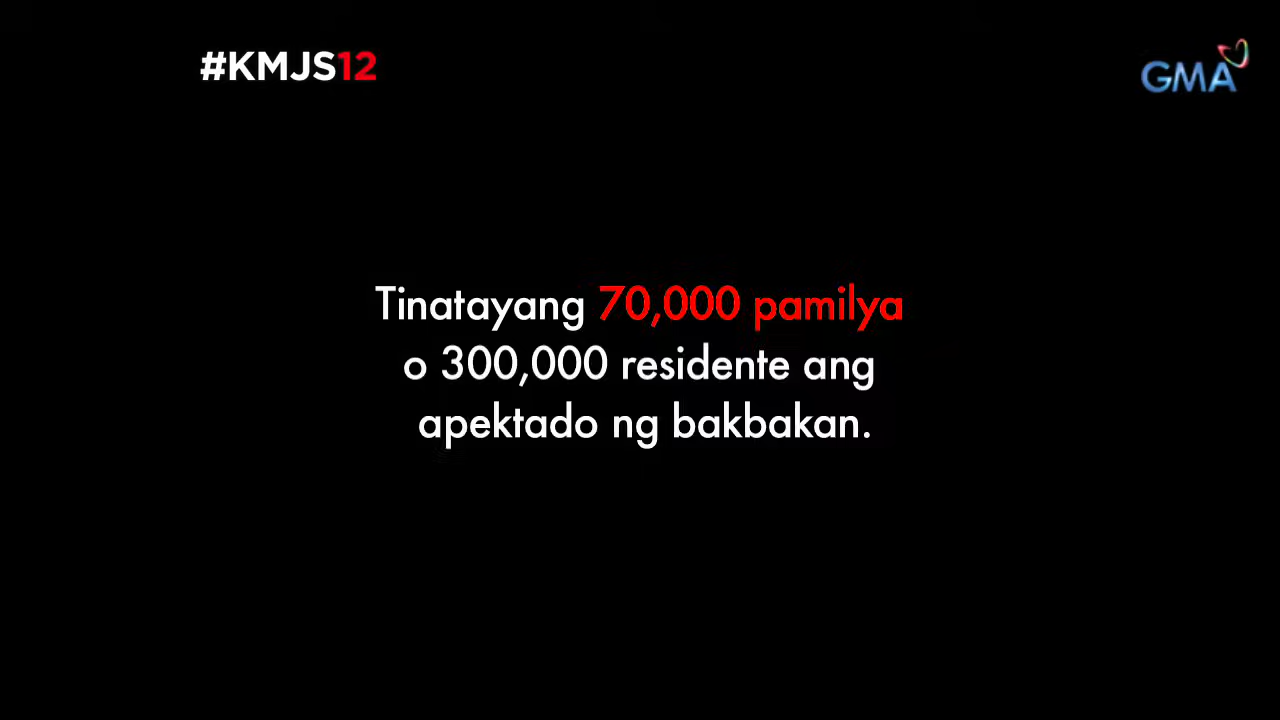 #KMJS12
GMA
Tinatayang 70,000 pamilya
o 300,000 residente ang
apektado ng bakbakan.